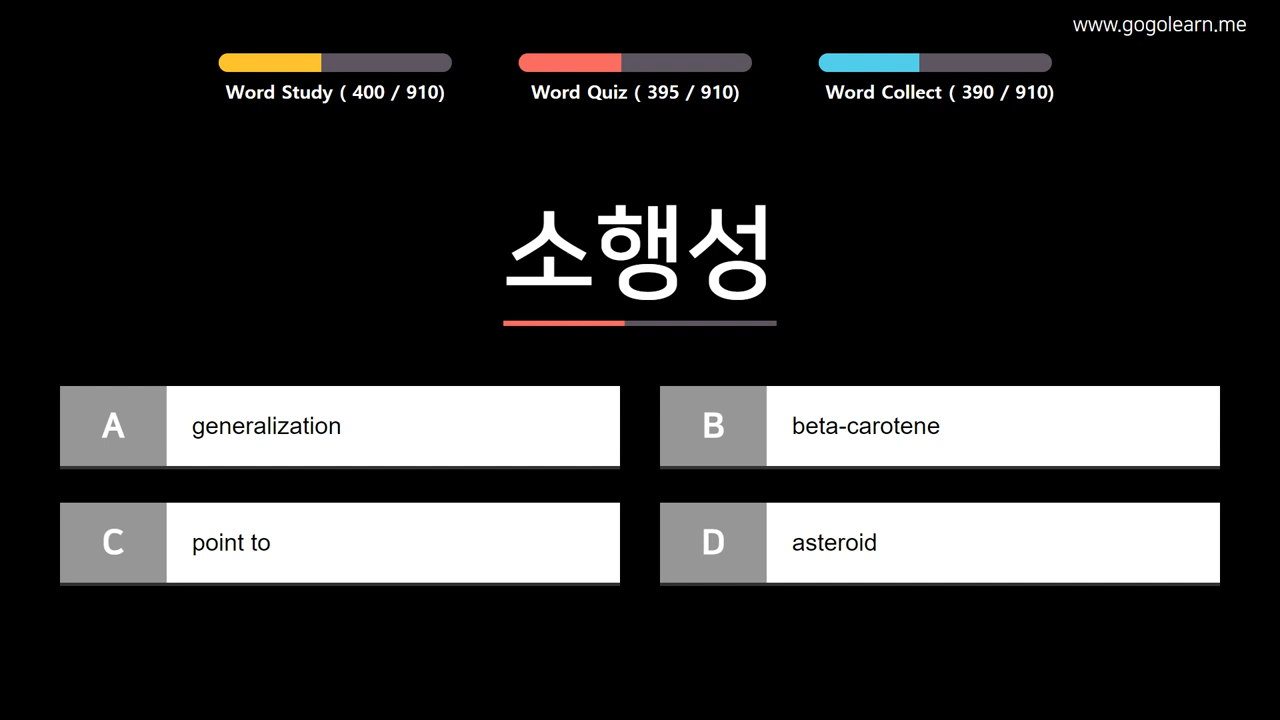 www.gogolearn.me
Word Study ( 400 / 910)
Word Quiz ( 395 / 910)
Word Collect ( 390 / 910)
소행성
A generalization
B beta-carotene
C point to
D asteroid